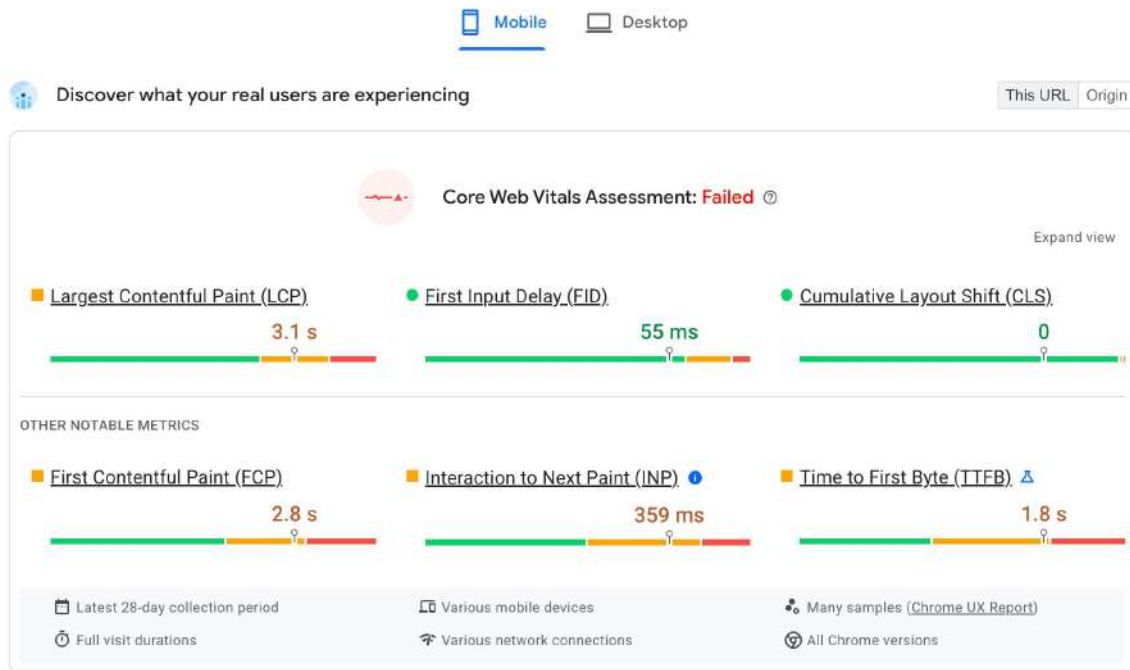 Mobile Desktop
Discover what your real users are experiencing This URL Origin
Core Web Vitals Assessment: Failed
Expand view
Largest Contentful Paint (LCP) First Input Delay (FID) Cumulative Layout Shift (CLS)
3.1 s 55 ms 0
OTHER NOTABLE METRICS
First Contentful Paint (FCP) Interaction to Next Paint (INP) Time to First Byte (TTFB)
2.8 s 359 ms 1.8 s
Latest 28-day collection period Various mobile devices Many samples (Chrome UX Report)
Full visit durations Various network connections All Chrome versions